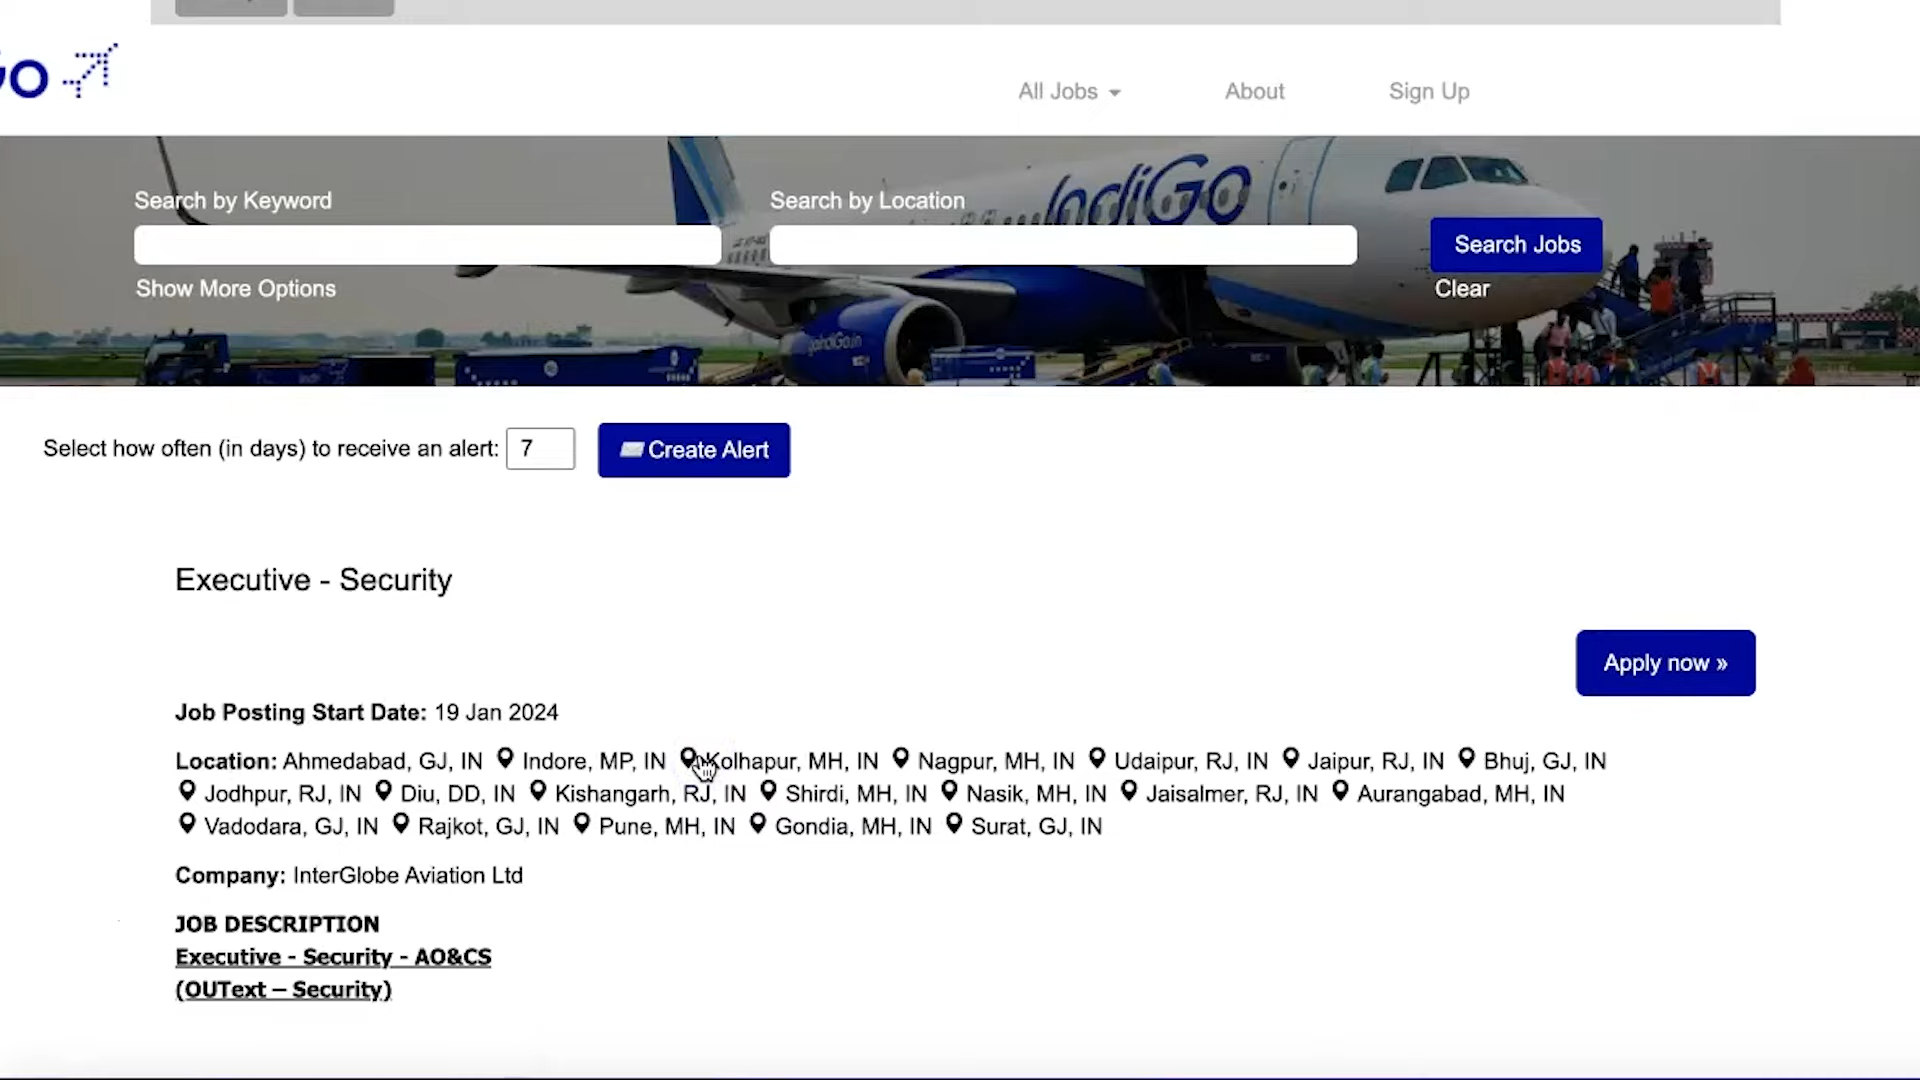 All Jobs About Sign Up
IndiGo
Search by Keyword Search by Location
Search Jobs
Show More Options Clear
goindiGo.in
Select how often (in days) to receive an alert: 7 Create Alert
Executive - Security
Apply now »
Job Posting Start Date: 19 Jan 2024
Location: Ahmedabad, GJ, IN Indore, MP, IN Kolhapur, MH, IN Nagpur, MH, IN Udaipur, RJ, IN Jaipur, RJ, IN Bhuj, GJ, IN
Jodhpur, RJ, IN Diu, DD, IN Kishangarh, RJ, IN Shirdi, MH, IN Nasik, MH, IN Jaisalmer, RJ, IN Aurangabad, MH, IN
Vadodara, GJ, IN Rajkot, GJ, IN Pune, MH, IN Gondia, MH, IN Surat, GJ, IN
Company: InterGlobe Aviation Ltd
JOB DESCRIPTION
Executive - Security - AO&CS
(OUText – Security)